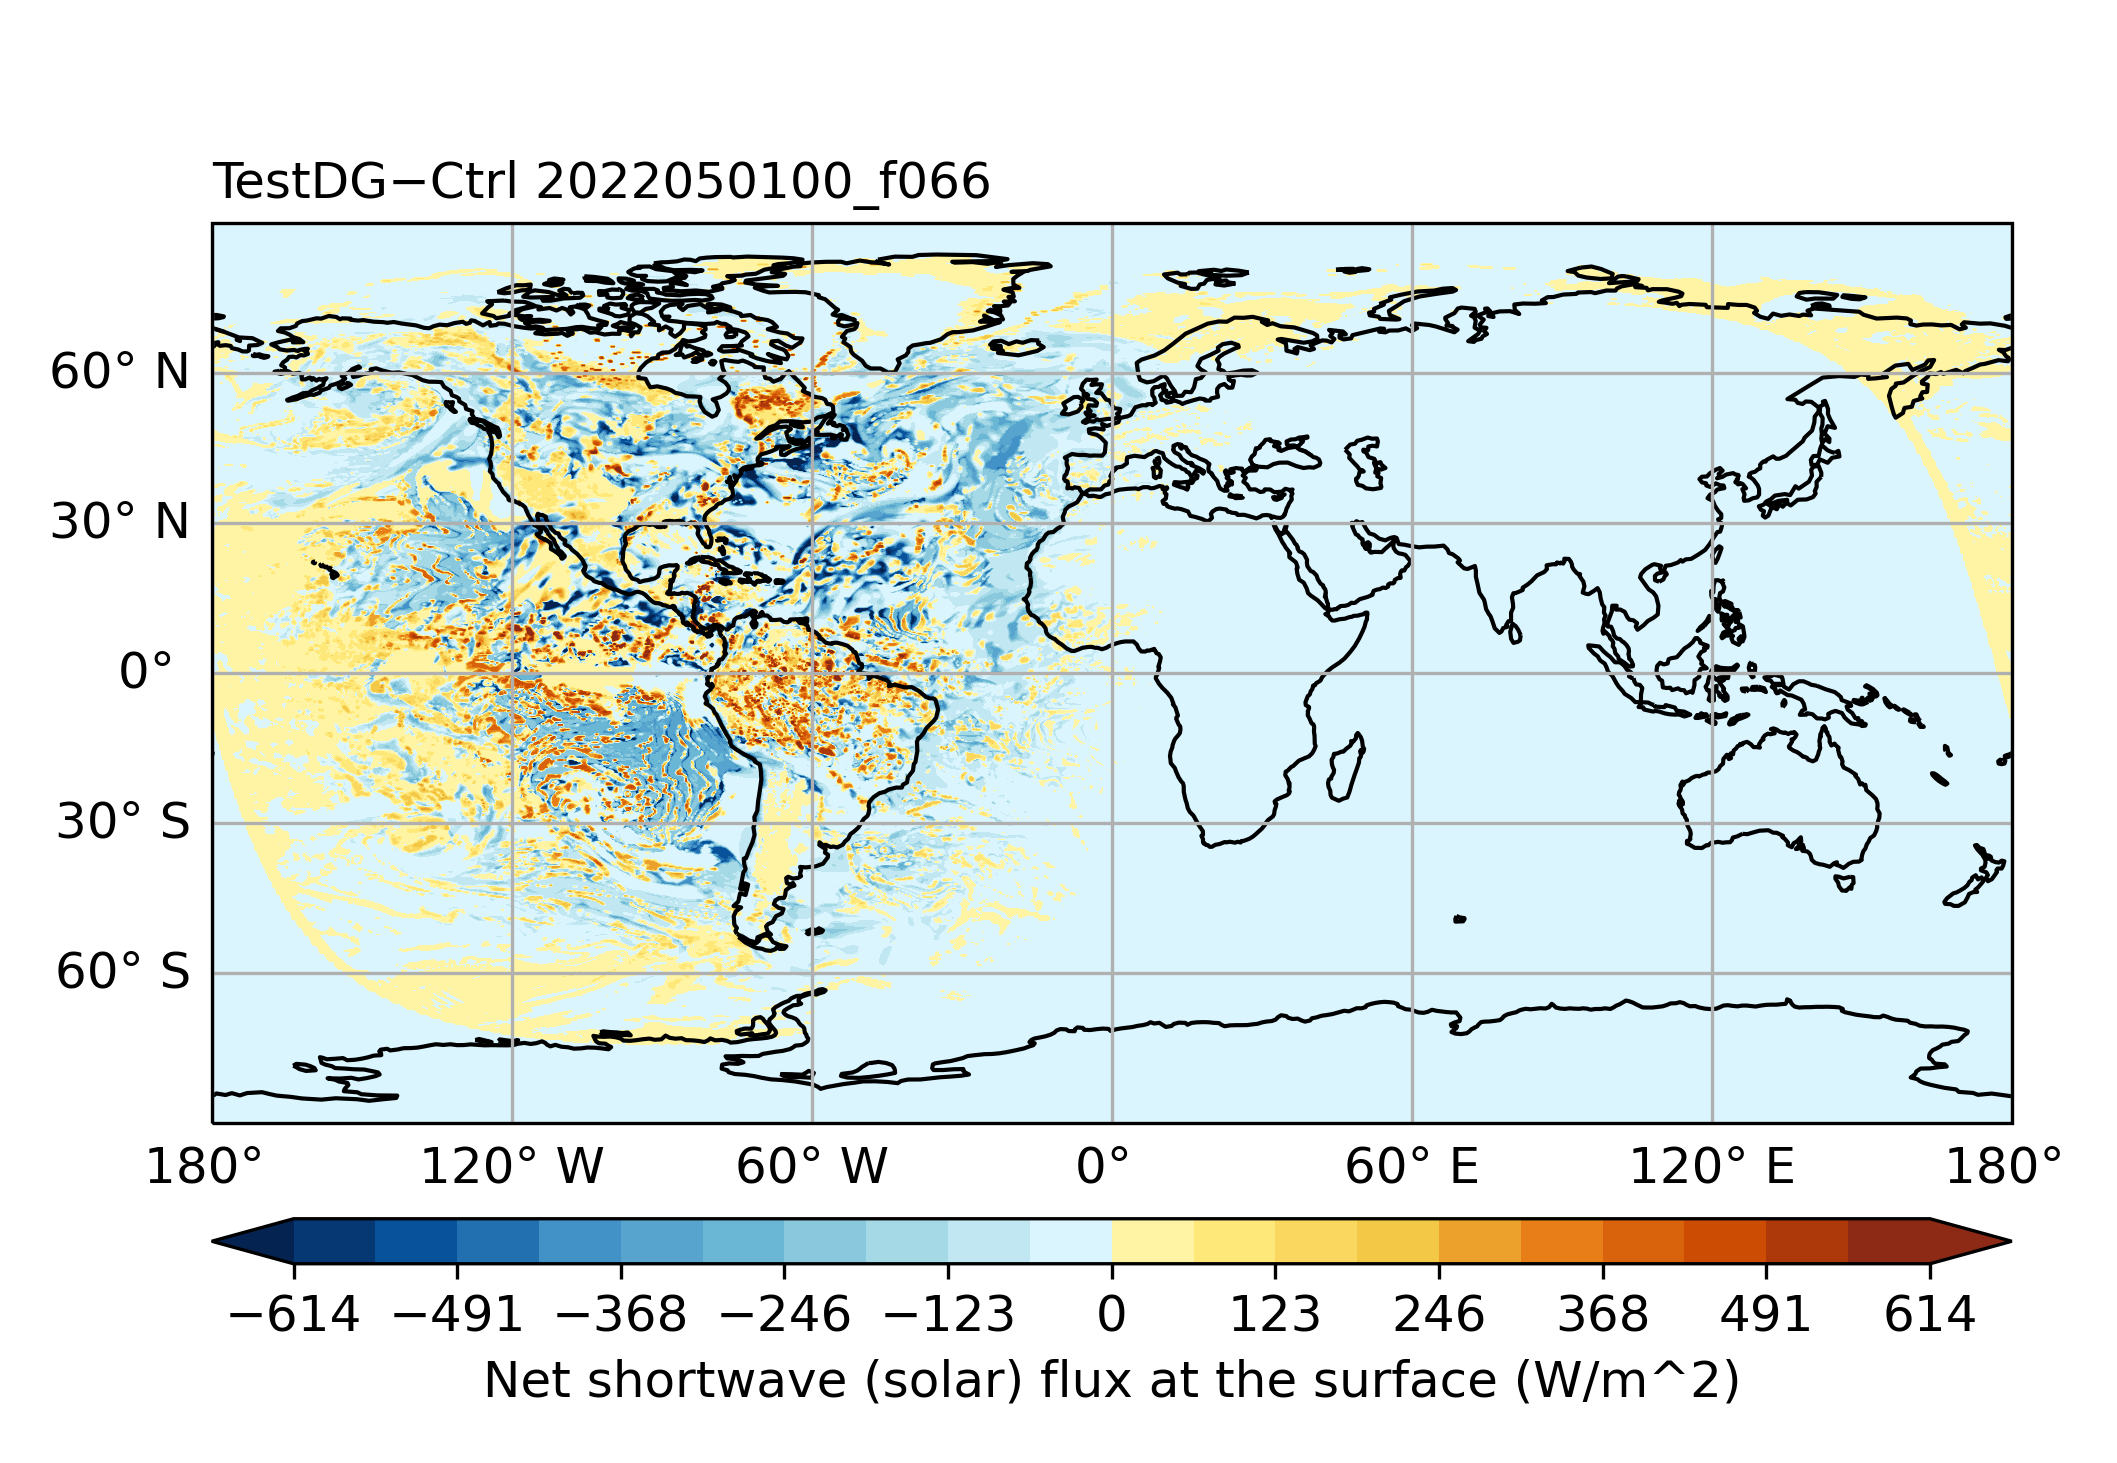 TestDG−Ctrl 2022050100_f066
60° N
30° N
0°
30° S
60° S
180° 120° W 60° W 0° 60° E 120° E 180°
−614 −491 −368 −246 −123 0 123 246 368 491 614
Net shortwave (solar) flux at the surface (W/m^2)